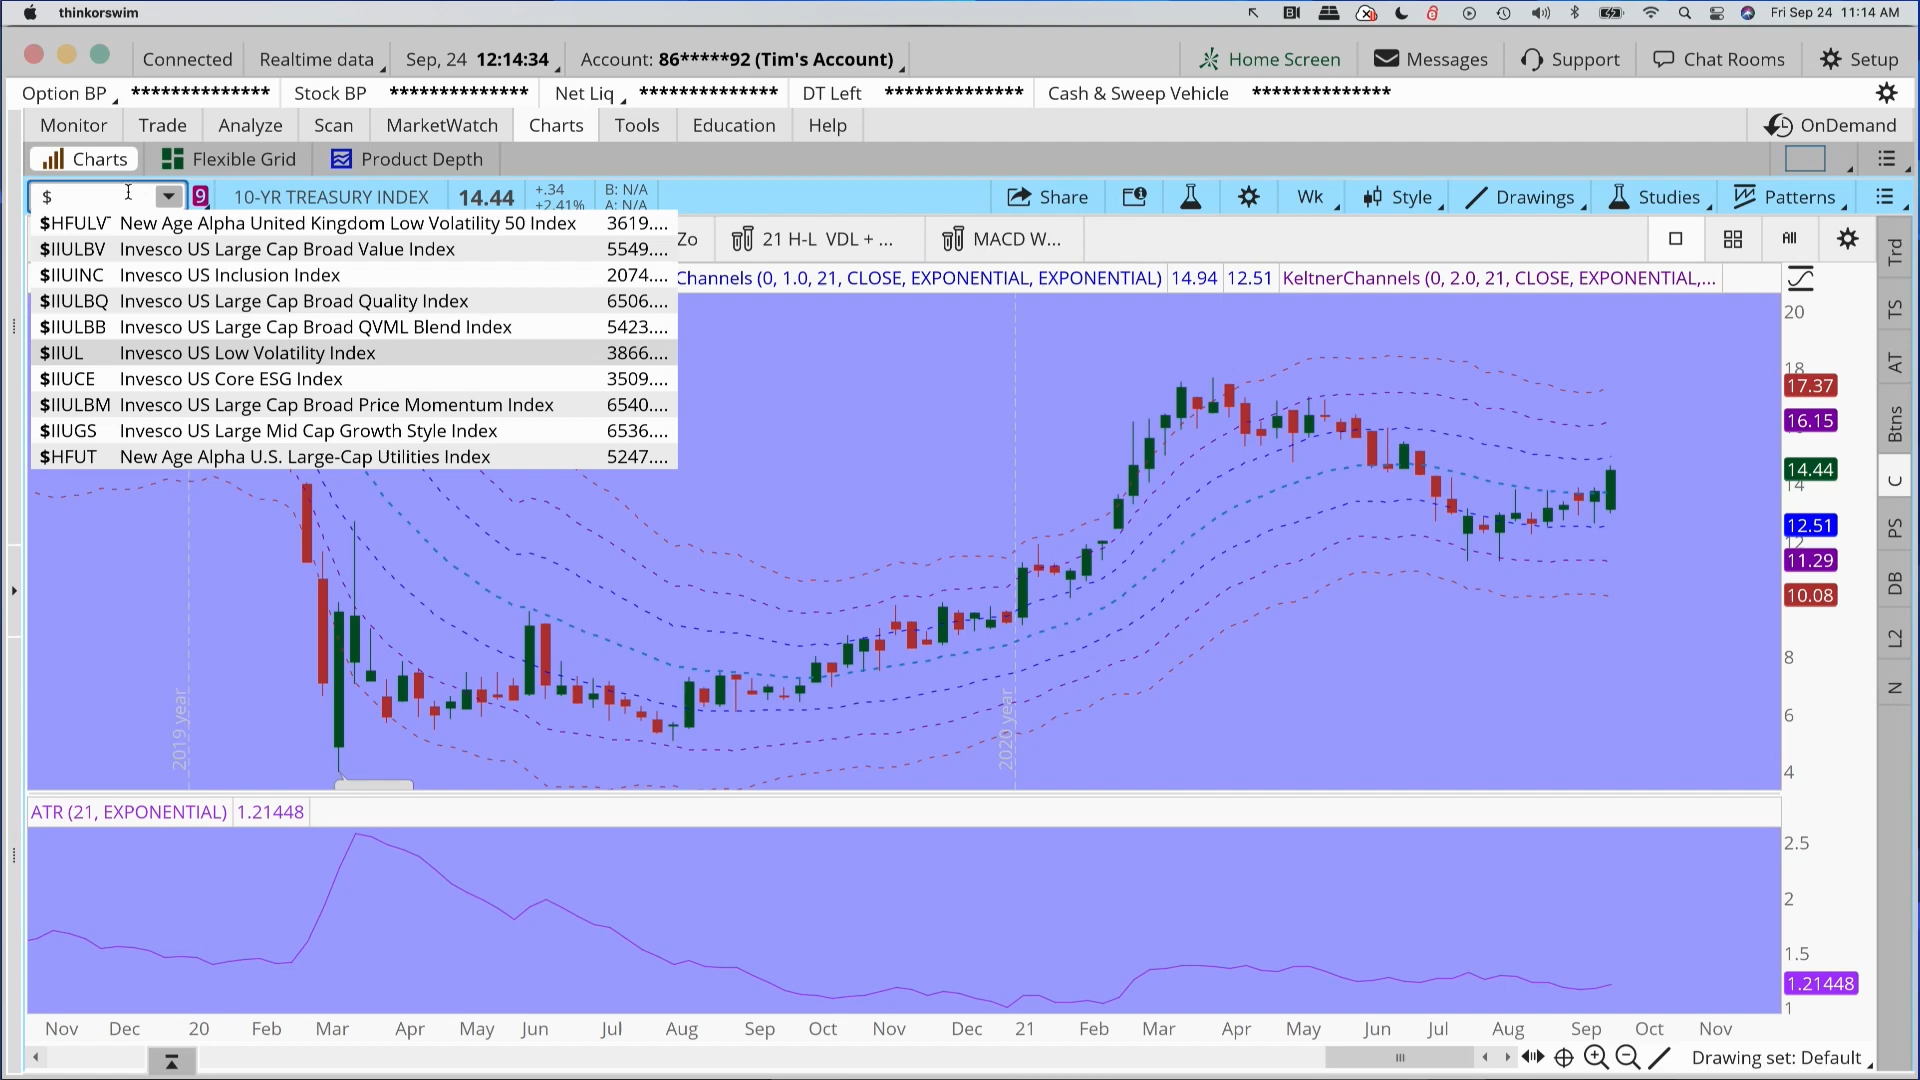 thinkorswim
Fri Sep 24 11:14 AM
Connected Realtime data Sep, 24 12:14:34 Account: 86*****92 (Tim's Account) Home Screen Messages Support Chat Rooms Setup
Option BP ************** Stock BP ************** Net Liq ************** DT Left ************** Cash & Sweep Vehicle **************
Monitor Trade Analyze Scan MarketWatch Charts Tools Education Help OnDemand
Charts Flexible Grid Product Depth
$ 9 10-YR TREASURY INDEX 14.44 +.34 B: N/A Share Wk Style Drawings Studies Patterns
+2.41% A: N/A
$HFULV New Age Alpha United Kingdom Low Volatility 50 Index 3619....
Zo 21 H-L VDL + ... MACD W... All
$IIULBV Invesco US Large Cap Broad Value Index 5549....
$IIUINC Invesco US Inclusion Index 2074....
Channels (0, 1.0, 21, CLOSE, EXPONENTIAL, EXPONENTIAL) 14.94 12.51 KeltnerChannels (0, 2.0, 21, CLOSE, EXPONENTIAL,...
$IIULBQ Invesco US Large Cap Broad Quality Index 6506....
$IIULBB Invesco US Large Cap Broad QVML Blend Index 5423....
$IIUL Invesco US Low Volatility Index 3866....
$IIUCE Invesco US Core ESG Index 3509....
$IIULBM Invesco US Large Cap Broad Price Momentum Index 6540....
$IIUGS Invesco US Large Mid Cap Growth Style Index 6536....
$HFUT New Age Alpha U.S. Large-Cap Utilities Index 5247....
20
18
17.37
16.15
14.44
14
12.51
12
11.29
10.08
8
6
4
2019 year
2020 year
Trd
TS
AT
Btns
C
PS
DB
L2
N
ATR (21, EXPONENTIAL) 1.21448
2.5
2
1.5
1.21448
1
Nov Dec 20 Feb Mar Apr May Jun Jul Aug Sep Oct Nov Dec 21 Feb Mar Apr May Jun Jul Aug Sep Oct Nov
Drawing set: Default